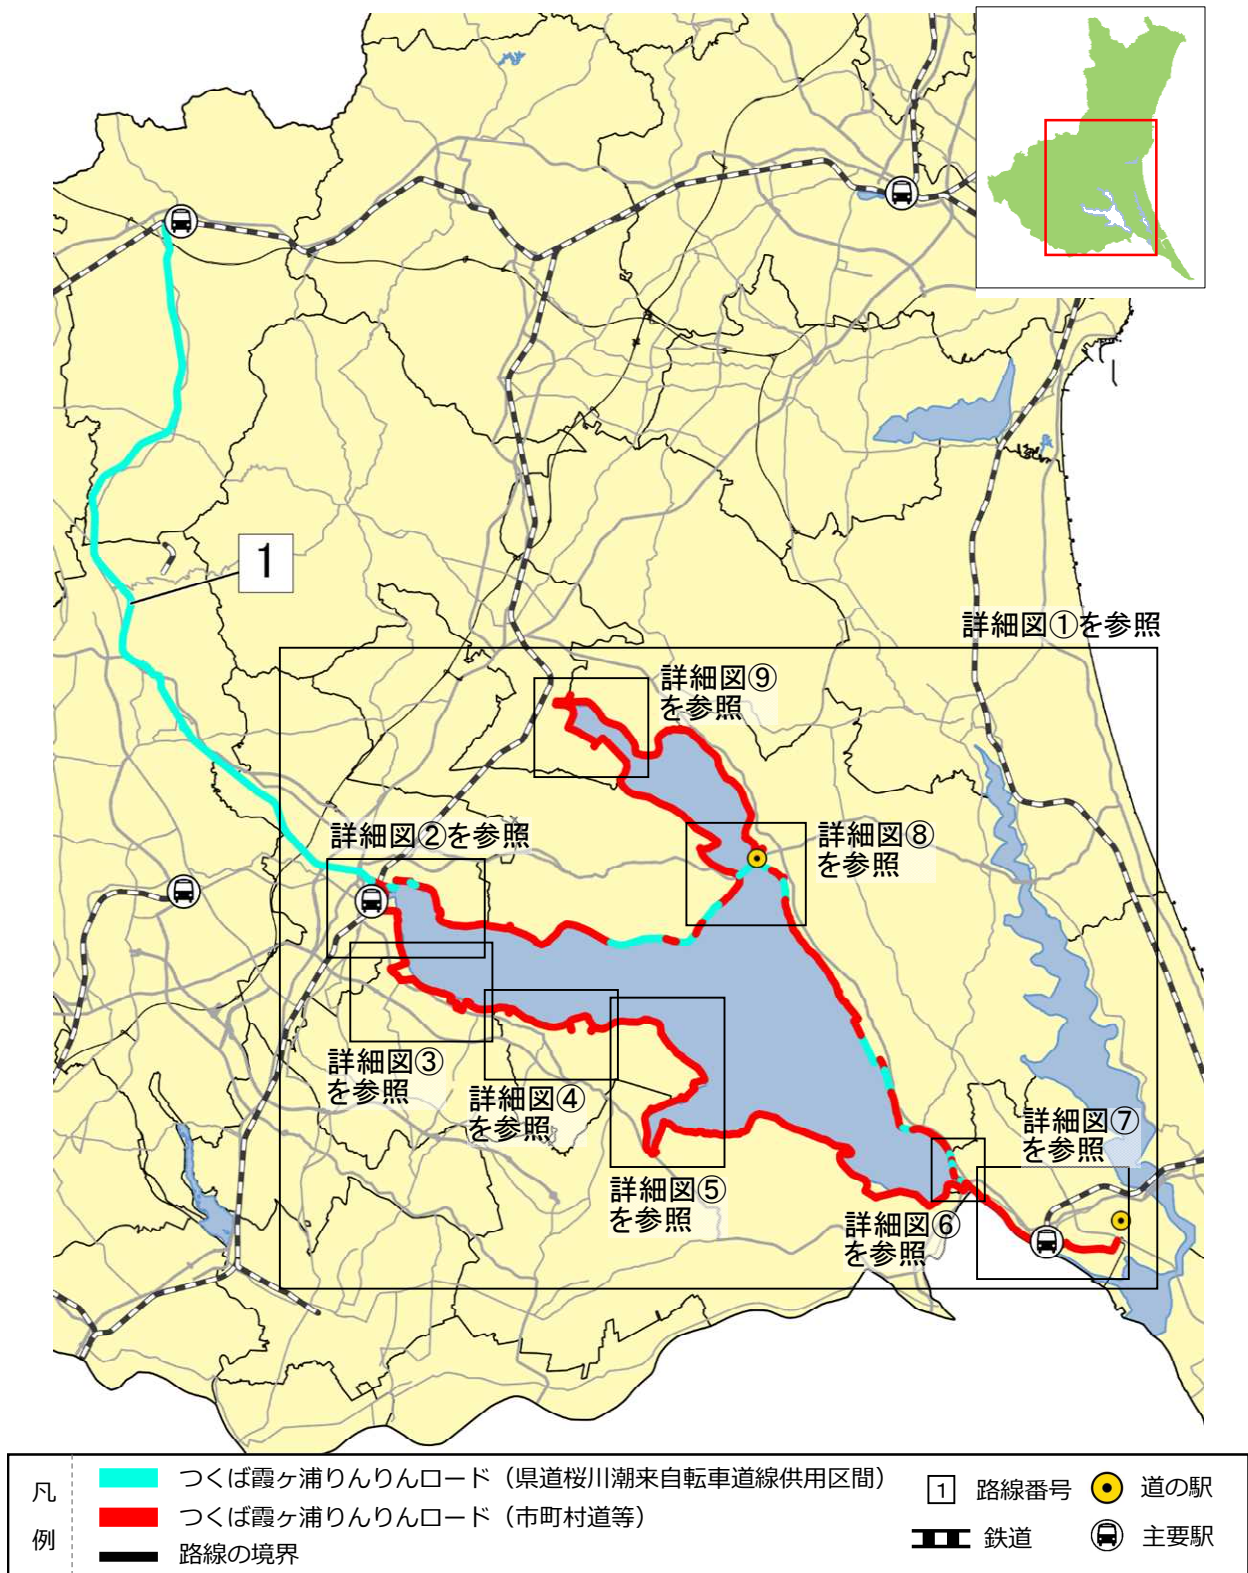 1
詳細図①を参照
詳細図⑨
を参照
詳細図②を参照
詳細図⑧
を参照
詳細図③
を参照
詳細図④
を参照
詳細図⑤
を参照
詳細図⑥
を参照
詳細図⑦
を参照
凡例
つくば霞ヶ浦りんりんロード（県道桜川潮来自転車道線供用区間）
つくば霞ヶ浦りんりんロード（市町村道等）
路線の境界
1 路線番号
道の駅
鉄道
主要駅